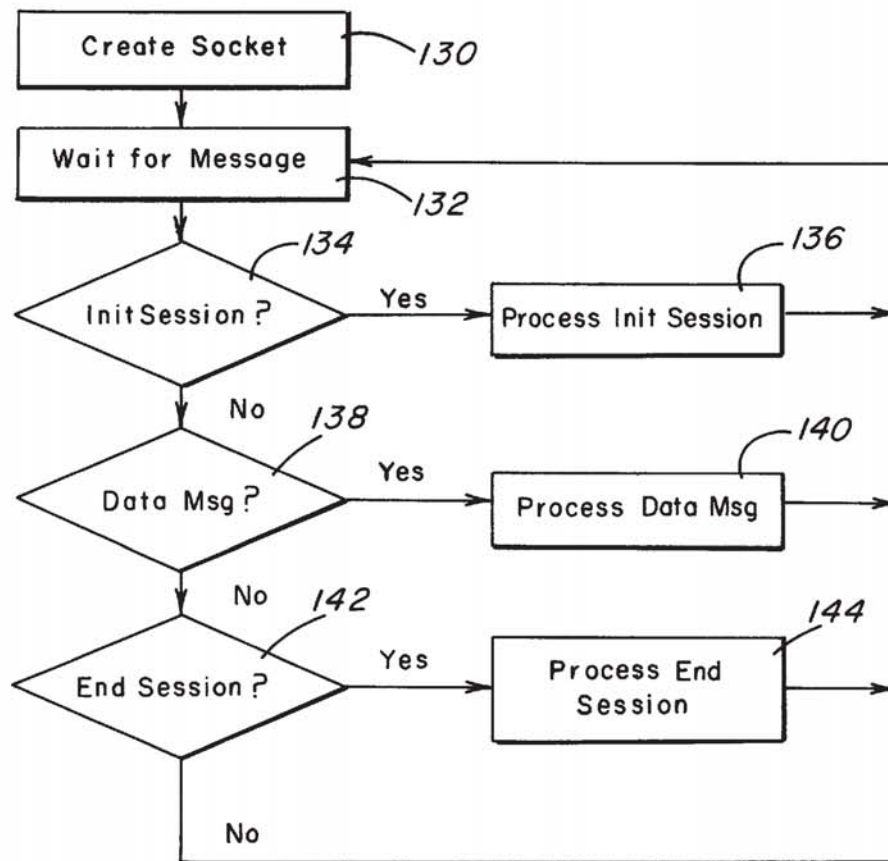 Create Socket
130
Wait for Message
132
134
136
Init Session?
Yes
Process Init Session
No
138
140
Data Msg?
Yes
Process Data Msg
No
142
144
End Session?
Yes
Process End
Session
No